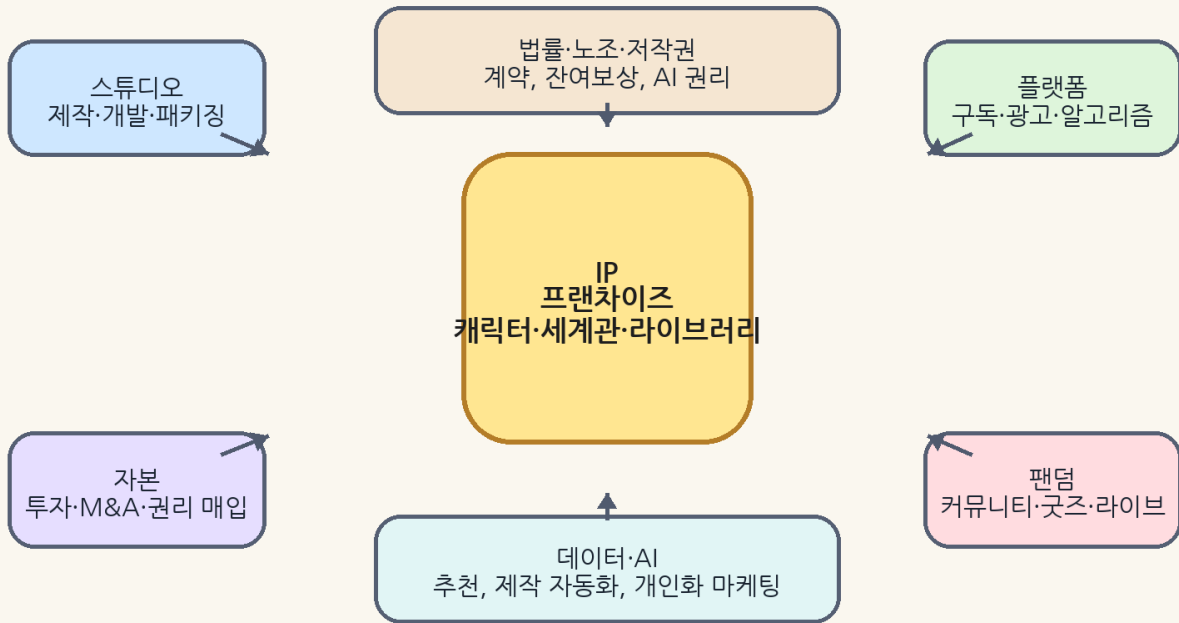 법률·노조·저작권
계약, 잔여보상, AI 권리
스튜디오
제작·개발·패키징
플랫폼
구독·광고·알고리즘
IP
프랜차이즈
캐릭터·세계관·라이브러리
자본
투자·M&A·권리 매입
팬덤
커뮤니티·굿즈·라이브
데이터·AI
추천, 제작 자동화, 개인화 마케팅